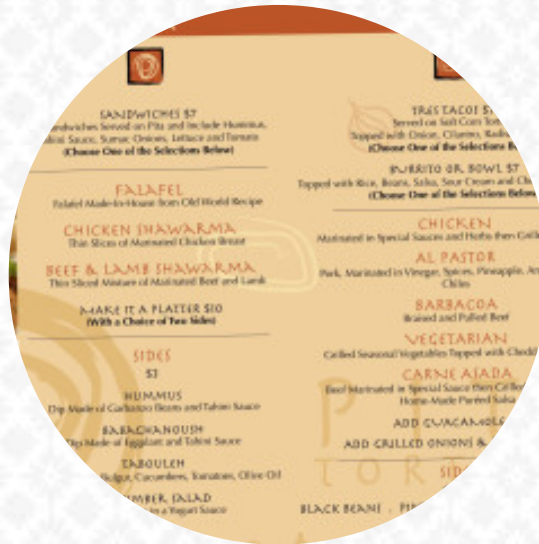 SANDWICHES $7
Sandwiches Served on Pita and Include Hummus,
Tahini Sauce, Sumac Onions, Lettuce and Tomato
(Choose One of the Selections Below)
FALAFEL
Falafel Made-In-House from Old World Recipe
CHICKEN SHAWARMA
Thin Slices of Marinated Chicken Breast
BEEF & LAMB SHAWARMA
Thin Sliced Mixture of Marinated Beef and Lamb
MAKE IT A PLATTER $10
(With a Choice of Two Sides)
SIDES
$3
HUMMUS
Dip Made of Garbanzo Beans and Tahini Sauce
BABAGHANOUSH
Dip Made of Eggplant and Tahini Sauce
TABOULEH
Bulgur, Cucumbers, Tomatoes, Olive Oil
SALAD
in a Yogurt Sauce
TRES TACOS
Served on Soft Corn
Topped with Onion, Cilantro,
(Choose One of the Selections
BURRITO OR BOWL $7
Topped with Rice, Beans, Salsa, Sour Cream and
(Choose One of the Selections Below
CHICKEN
Marinated in Special Sauces and Herbs then
AL PASTOR
Pork, Marinated in Vinegar, Spices, Pineapple,
Chiles
BARBACOA
Braised and Pulled Beef
VEGETARIAN
Grilled Seasonal Vegetables Topped with
CARNE ASADA
Beef Marinated in Special Sauce then
Home-Made Pureed Salsa
ADD GUACAMOLE
ADD GRILLED ONIONS &
BLACK BEANS